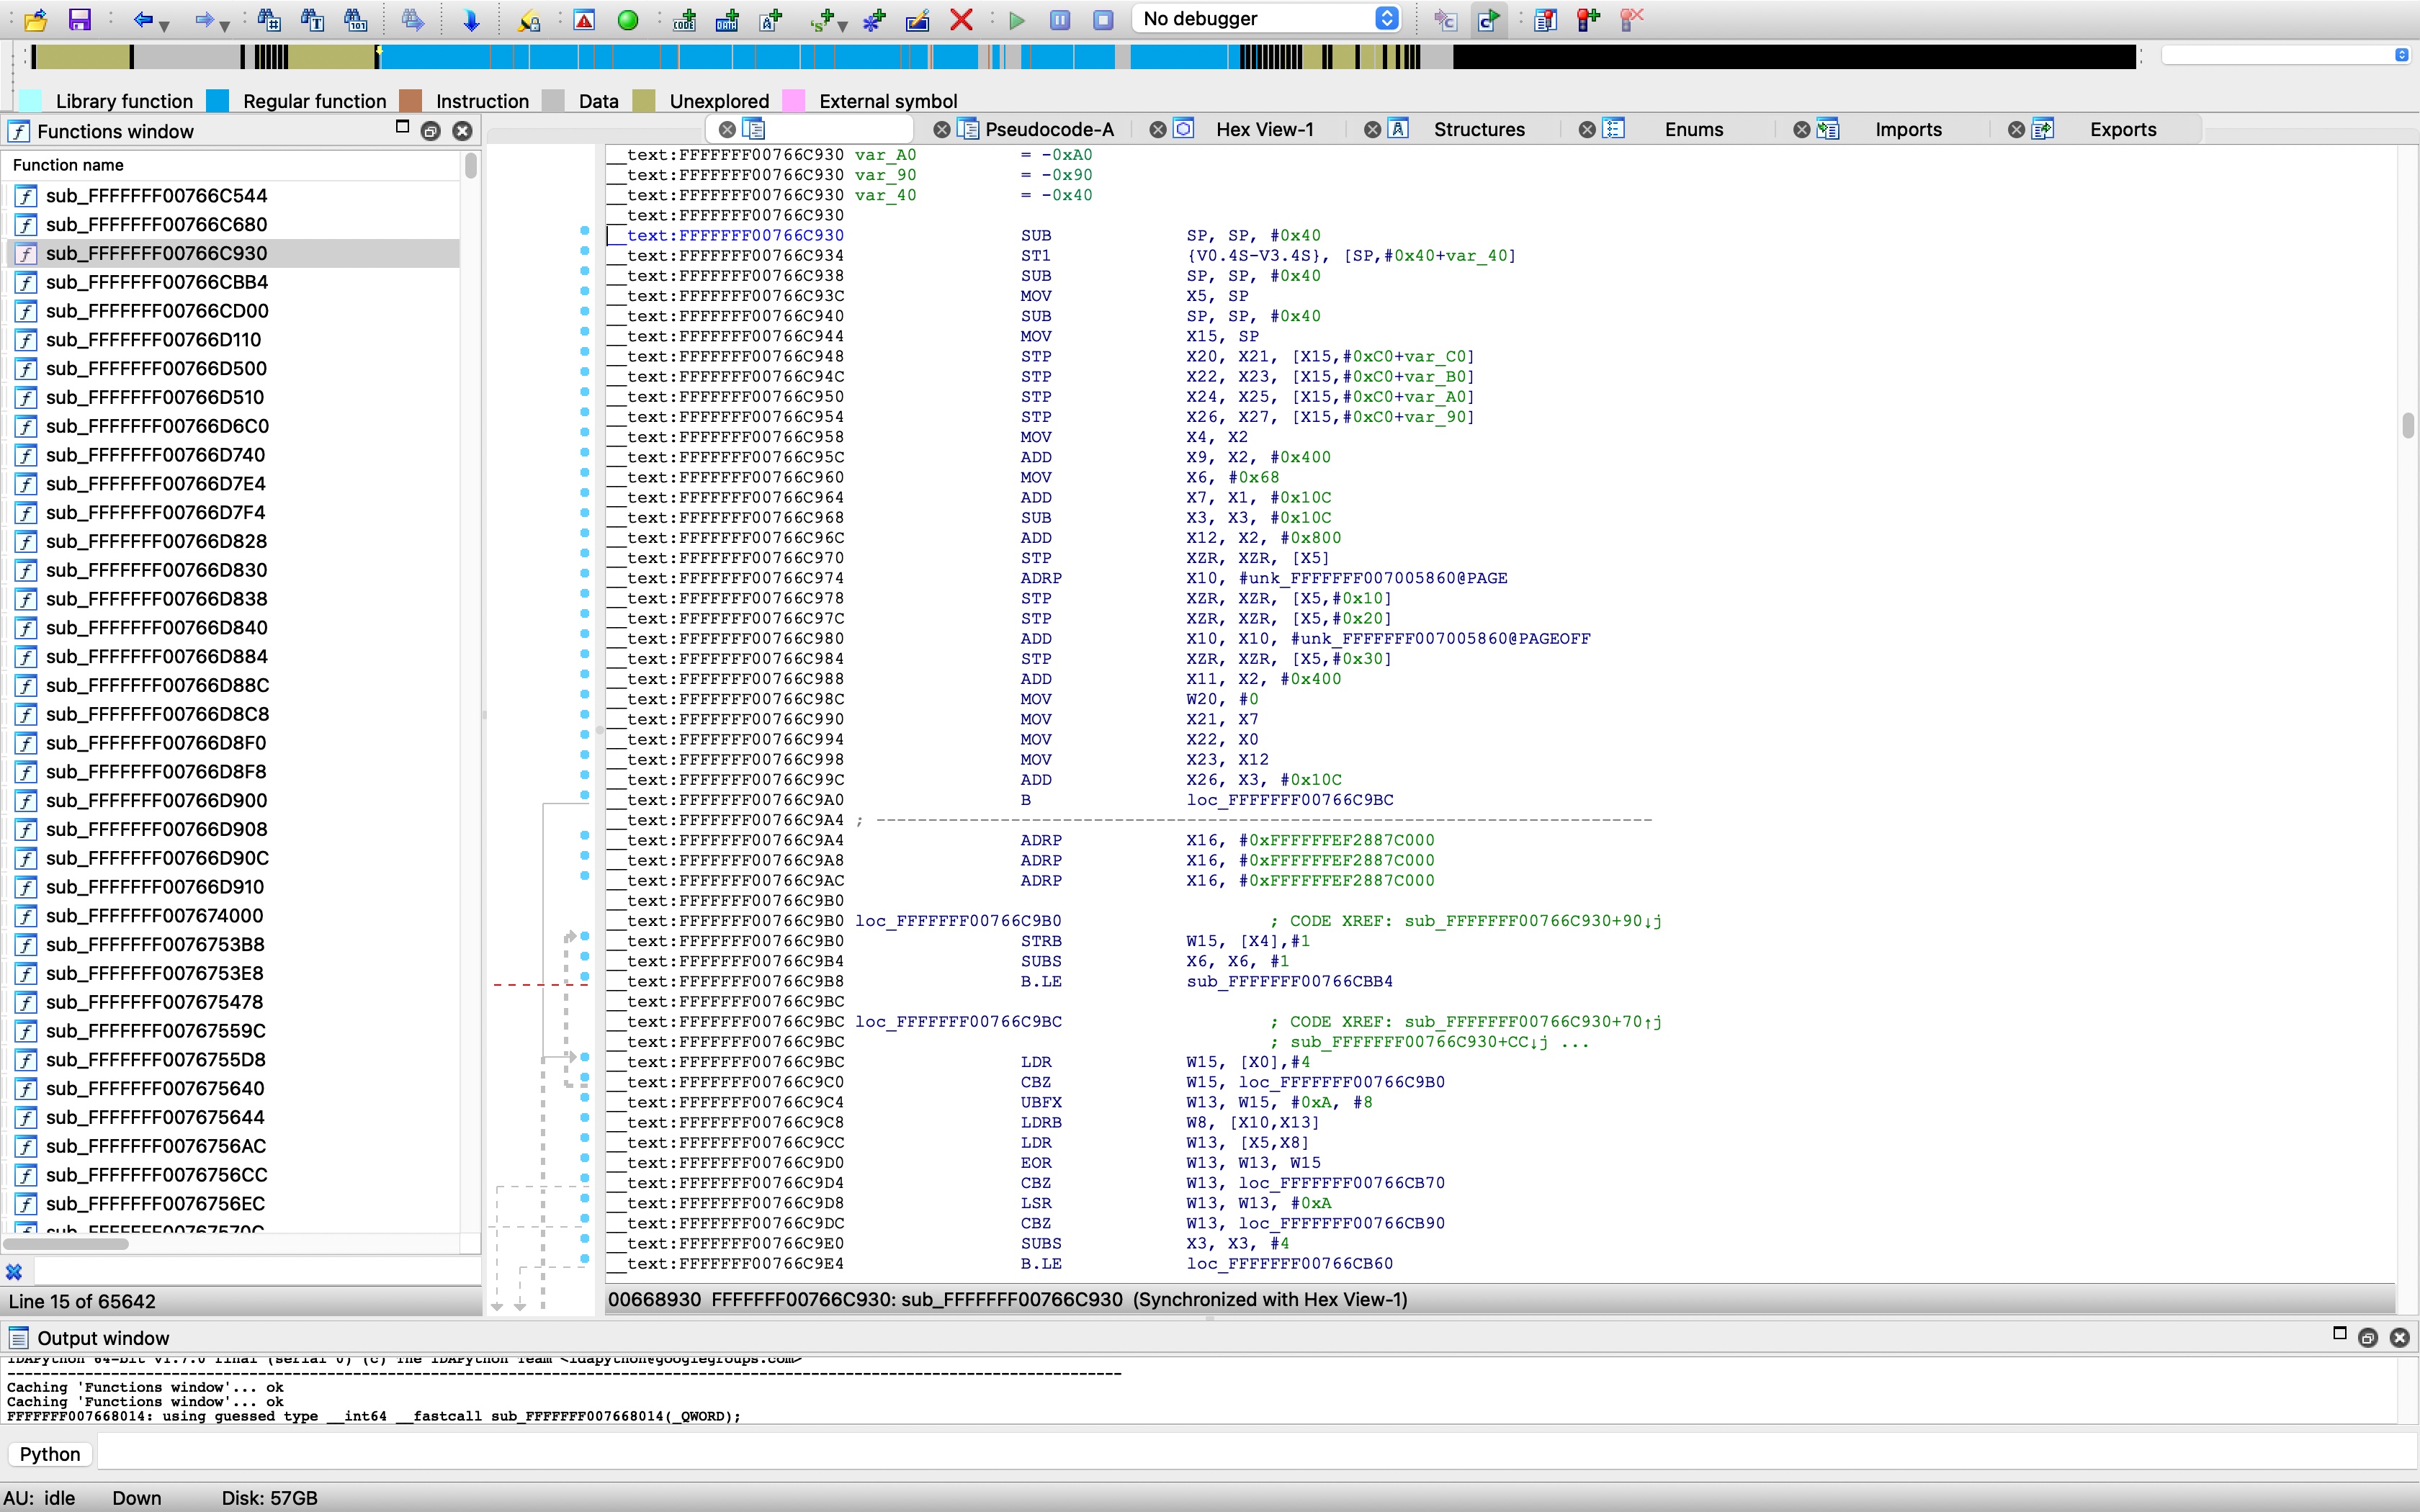 No debugger
Library function Regular function Instruction Data Unexplored External symbol
Functions window
Function name
sub_FFFFFFF00766C544
sub_FFFFFFF00766C680
sub_FFFFFFF00766C930
sub_FFFFFFF00766CBB4
sub_FFFFFFF00766CD00
sub_FFFFFFF00766D110
sub_FFFFFFF00766D500
sub_FFFFFFF00766D510
sub_FFFFFFF00766D6C0
sub_FFFFFFF00766D740
sub_FFFFFFF00766D7E4
sub_FFFFFFF00766D7F4
sub_FFFFFFF00766D828
sub_FFFFFFF00766D830
sub_FFFFFFF00766D838
sub_FFFFFFF00766D840
sub_FFFFFFF00766D884
sub_FFFFFFF00766D88C
sub_FFFFFFF00766D8C8
sub_FFFFFFF00766D8F0
sub_FFFFFFF00766D8F8
sub_FFFFFFF00766D900
sub_FFFFFFF00766D908
sub_FFFFFFF00766D90C
sub_FFFFFFF00766D910
sub_FFFFFFF007674000
sub_FFFFFFF0076753B8
sub_FFFFFFF0076753E8
sub_FFFFFFF007675478
sub_FFFFFFF00767559C
sub_FFFFFFF0076755D8
sub_FFFFFFF007675640
sub_FFFFFFF007675644
sub_FFFFFFF0076756AC
sub_FFFFFFF0076756CC
sub_FFFFFFF0076756EC
sub_FFFFFFF00767570C
Line 15 of 65642
Pseudocode-A Hex View-1 Structures Enums Imports Exports
__text:FFFFFFF00766C930 var_A0 = -0xA0
__text:FFFFFFF00766C930 var_90 = -0x90
__text:FFFFFFF00766C930 var_40 = -0x40
__text:FFFFFFF00766C930
__text:FFFFFFF00766C930 SUB SP, SP, #0x40
__text:FFFFFFF00766C934 ST1 {V0.4S-V3.4S}, [SP,#0x40+var_40]
__text:FFFFFFF00766C938 SUB SP, SP, #0x40
__text:FFFFFFF00766C93C MOV X5, SP
__text:FFFFFFF00766C940 SUB SP, SP, #0x40
__text:FFFFFFF00766C944 MOV X15, SP
__text:FFFFFFF00766C948 STP X20, X21, [X15,#0xC0+var_C0]
__text:FFFFFFF00766C94C STP X22, X23, [X15,#0xC0+var_B0]
__text:FFFFFFF00766C950 STP X24, X25, [X15,#0xC0+var_A0]
__text:FFFFFFF00766C954 STP X26, X27, [X15,#0xC0+var_90]
__text:FFFFFFF00766C958 MOV X4, X2
__text:FFFFFFF00766C95C ADD X9, X2, #0x400
__text:FFFFFFF00766C960 MOV X6, #0x68
__text:FFFFFFF00766C964 ADD X7, X1, #0x10C
__text:FFFFFFF00766C968 SUB X3, X3, #0x10C
__text:FFFFFFF00766C96C ADD X12, X2, #0x800
__text:FFFFFFF00766C970 STP XZR, XZR, [X5]
__text:FFFFFFF00766C974 ADRP X10, #unk_FFFFFFF007005860@PAGE
__text:FFFFFFF00766C978 STP XZR, XZR, [X5,#0x10]
__text:FFFFFFF00766C97C STP XZR, XZR, [X5,#0x20]
__text:FFFFFFF00766C980 ADD X10, X10, #unk_FFFFFFF007005860@PAGEOFF
__text:FFFFFFF00766C984 STP XZR, XZR, [X5,#0x30]
__text:FFFFFFF00766C988 ADD X11, X2, #0x400
__text:FFFFFFF00766C98C MOV W20, #0
__text:FFFFFFF00766C990 MOV X21, X7
__text:FFFFFFF00766C994 MOV X22, X0
__text:FFFFFFF00766C998 MOV X23, X12
__text:FFFFFFF00766C99C ADD X26, X3, #0x10C
__text:FFFFFFF00766C9A0 B loc_FFFFFFF00766C9BC
__text:FFFFFFF00766C9A4 ; ---------------------------------------------------------------------------
__text:FFFFFFF00766C9A4 ADRP X16, #0xFFFFFFEF2887C000
__text:FFFFFFF00766C9A8 ADRP X16, #0xFFFFFFEF2887C000
__text:FFFFFFF00766C9AC ADRP X16, #0xFFFFFFEF2887C000
__text:FFFFFFF00766C9B0
__text:FFFFFFF00766C9B0 loc_FFFFFFF00766C9B0 ; CODE XREF: sub_FFFFFFF00766C930+90↓j
__text:FFFFFFF00766C9B0 STRB W15, [X4],#1
__text:FFFFFFF00766C9B4 SUBS X6, X6, #1
__text:FFFFFFF00766C9B8 B.LE sub_FFFFFFF00766CBB4
__text:FFFFFFF00766C9BC
__text:FFFFFFF00766C9BC loc_FFFFFFF00766C9BC ; CODE XREF: sub_FFFFFFF00766C930+70↑j
__text:FFFFFFF00766C9BC ; sub_FFFFFFF00766C930+CC↓j ...
__text:FFFFFFF00766C9BC LDR W15, [X0],#4
__text:FFFFFFF00766C9C0 CBZ W15, loc_FFFFFFF00766C9B0
__text:FFFFFFF00766C9C4 UBFX W13, W15, #0xA, #8
__text:FFFFFFF00766C9C8 LDRB W8, [X10,X13]
__text:FFFFFFF00766C9CC LDR W13, [X5,X8]
__text:FFFFFFF00766C9D0 EOR W13, W13, W15
__text:FFFFFFF00766C9D4 CBZ W13, loc_FFFFFFF00766CB70
__text:FFFFFFF00766C9D8 LSR W13, W13, #0xA
__text:FFFFFFF00766C9DC CBZ W13, loc_FFFFFFF00766CB90
__text:FFFFFFF00766C9E0 SUBS X3, X3, #4
__text:FFFFFFF00766C9E4 B.LE loc_FFFFFFF00766CB60
00668930 FFFFFFF00766C930: sub_FFFFFFF00766C930 (Synchronized with Hex View-1)
Output window
IDAPython 64-bit v1.7.0 final (serial 0) (c) The IDAPython Team <idapython@googlegroups.com>
Caching 'Functions window'... ok
Caching 'Functions window'... ok
FFFFFFF007668014: using guessed type __int64 __fastcall sub_FFFFFFF007668014(_QWORD);
Python
AU: idle Down Disk: 57GB